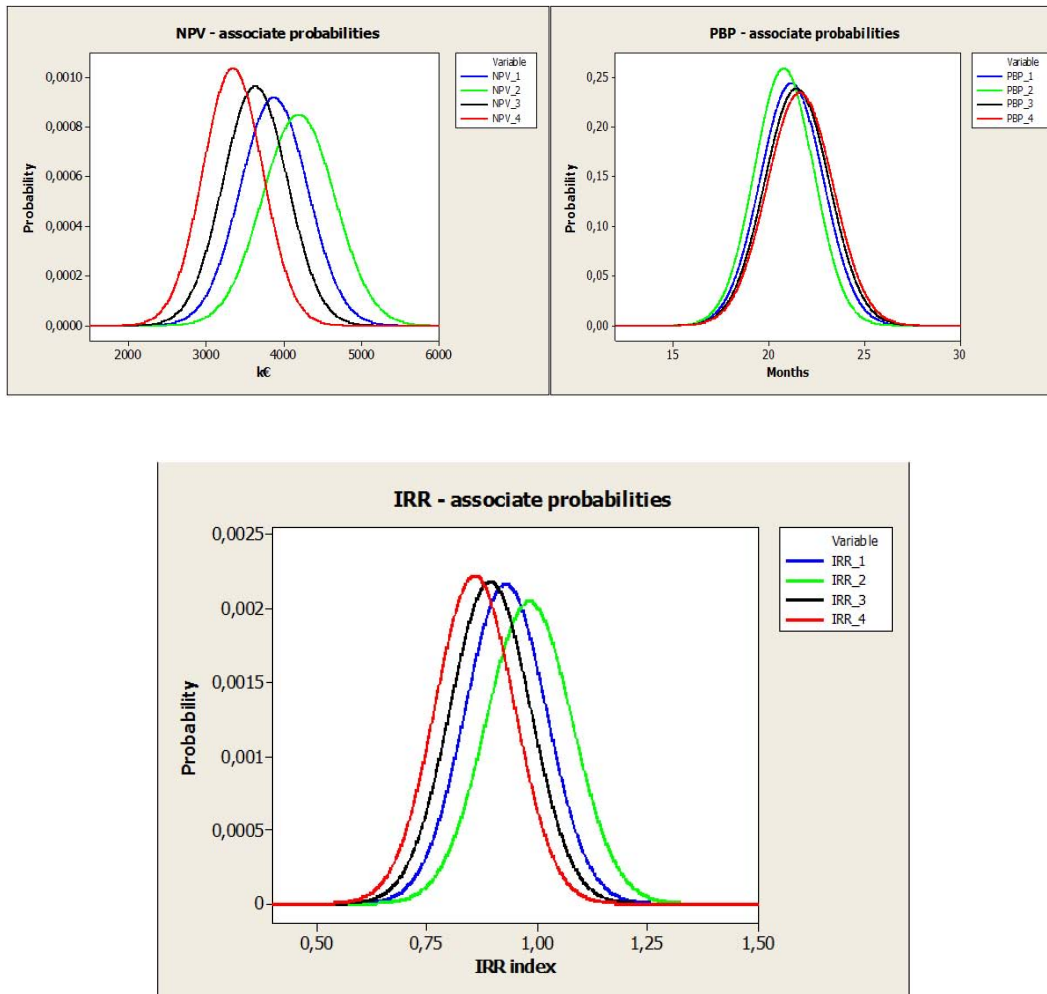 NPV - associate probabilities
Variable
NPV_1
NPV_2
NPV_3
NPV_4
Probability
0,0010
0,0008
0,0006
0,0004
0,0002
0,0000
2000 3000 4000 5000 6000
k€
PBP - associate probabilities
Variable
PBP_1
PBP_2
PBP_3
PBP_4
Probability
0,25
0,20
0,15
0,10
0,05
0,00
15 20 25 30
Months
IRR - associate probabilities
Variable
IRR_1
IRR_2
IRR_3
IRR_4
Probability
0,0025
0,002
0,0015
0,001
0,0005
0
0,50 0,75 1,00 1,25 1,50
IRR index